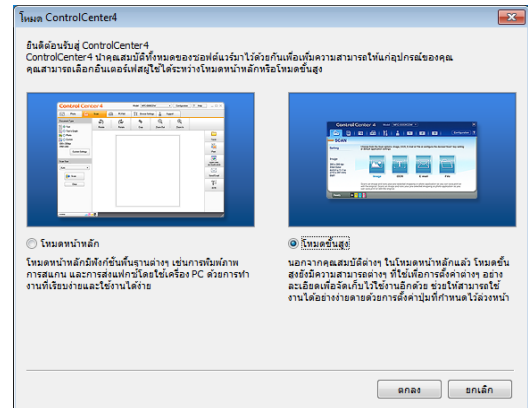 โหมด ControlCenter4
ยินดีต้อนรับสู่ ControlCenter4
ControlCenter4 นำคุณสมบัติทั้งหมดของซอฟต์แวร์มาไว้ด้วยกันเพื่อเพิ่มความสามารถให้แก่อุปกรณ์ของคุณ
คุณสามารถเลือกอินเตอร์เฟสผู้ใช้ได้ระหว่างโหมดหน้าหลักหรือโหมดขั้นสูง
ControlCenter4
Control Center 4
SCAN
โหมดหน้าหลัก
โหมดขั้นสูง
โหมดหน้าหลักมีฟังก์ชันพื้นฐานต่างๆ เช่นการพิมพ์ภาพ
การสแกน และการส่งแฟกซ์โดยใช้เครื่อง PC ด้วยการทำ
งานที่เรียบง่ายและใช้งานได้ง่าย
นอกจากคุณสมบัติต่างๆ ในโหมดหน้าหลักแล้ว โหมดขั้น
สูงยังมีความสามารถต่างๆ ที่ใช้เพื่อการตั้งค่าต่างๆ อย่าง
ละเอียดเพื่อจัดเก็บไว้ใช้งานอีกด้วย ช่วยให้สามารถใช้
งานได้อย่างง่ายดายด้วยการตั้งค่าปุ่มที่กำหนดไว้ล่วงหน้า
ตกลง
ยกเลิก